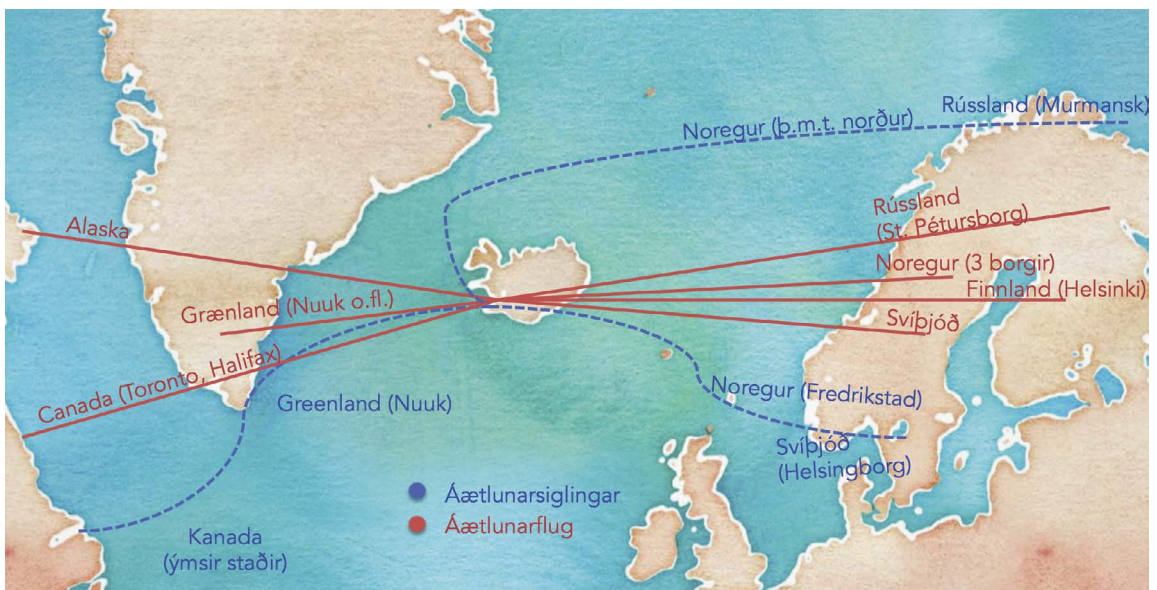 Rússland (Murmansk)
Noregur (þ.m.t. norður)
Alaska
Rússland
(St. Pétursborg)
Noregur (3 borgir)
Finnland (Helsinki)
Grænland (Nuuk o.fl.)
Svíþjóð
Canada (Toronto, Halifax)
Greenland (Nuuk)
Noregur (Fredrikstad)
Svíþjóð
(Helsingborg)
Áætlunarsiglingar
Áætlunarflug
Kanada
(ýmsir staðir)